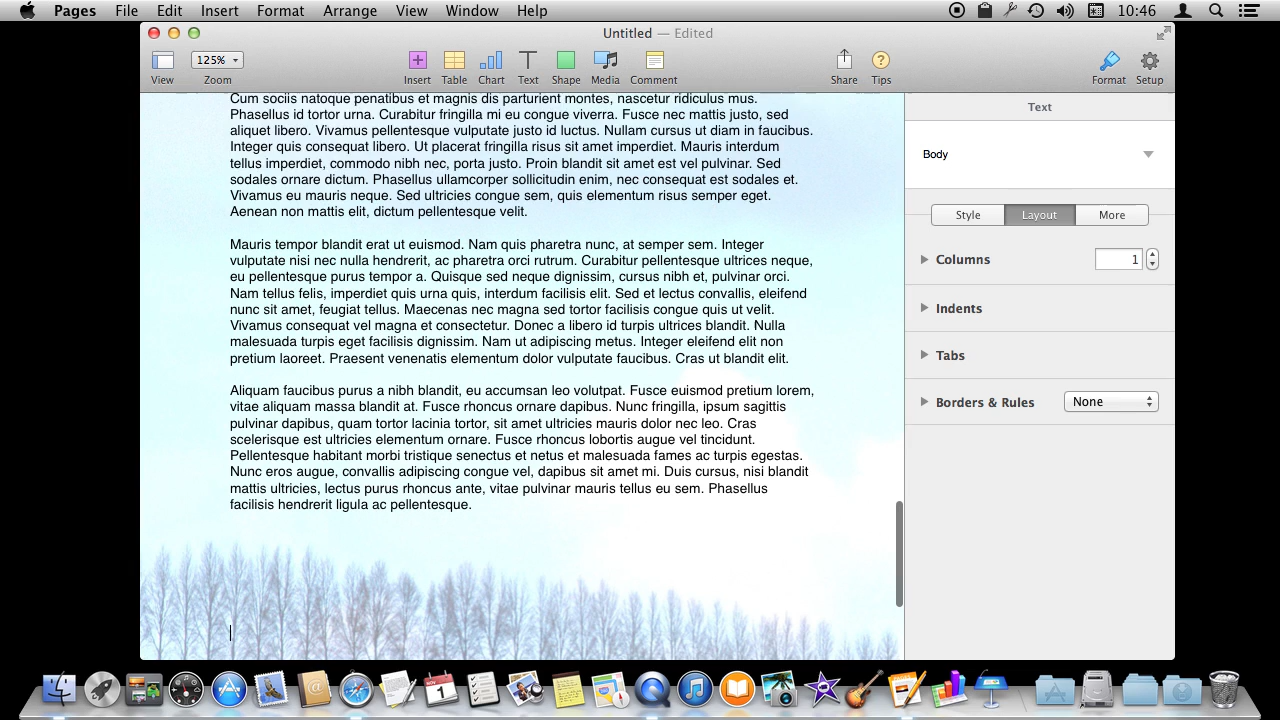 Pages File Edit Insert Format Arrange View Window Help 10:46
Untitled — Edited
125%
View Zoom Insert Table Chart Text Shape Media Comment Share Tips Format Setup
Cum sociis natoque penatibus et magnis dis parturient montes, nascetur ridiculus mus.
Phasellus id tortor urna. Curabitur fringilla mi eu congue viverra. Fusce nec mattis justo, sed
aliquet libero. Vivamus pellentesque vulputate justo id luctus. Nullam cursus ut diam in faucibus.
Integer quis consequat libero. Ut placerat fringilla risus sit amet imperdiet. Mauris interdum
tellus imperdiet, commodo nibh nec, porta justo. Proin blandit sit amet est vel pulvinar. Sed
sodales ornare dictum. Phasellus ullamcorper sollicitudin enim, nec consequat est sodales et.
Vivamus eu mauris neque. Sed ultricies congue sem, quis elementum risus semper eget.
Aenean non mattis elit, dictum pellentesque velit.
Mauris tempor blandit erat ut euismod. Nam quis pharetra nunc, at semper sem. Integer
vulputate nisi nec nulla hendrerit, ac pharetra orci rutrum. Curabitur pellentesque ultrices neque,
eu pellentesque purus tempor a. Quisque sed neque dignissim, cursus nibh et, pulvinar orci.
Nam tellus felis, imperdiet quis urna quis, interdum facilisis elit. Sed et lectus convallis, eleifend
nunc sit amet, feugiat tellus. Maecenas nec magna sed tortor facilisis congue quis ut velit.
Vivamus consequat vel magna et consectetur. Donec a libero id turpis ultrices blandit. Nulla
malesuada turpis eget facilisis dignissim. Nam ut adipiscing metus. Integer eleifend elit non
pretium laoreet. Praesent venenatis elementum dolor vulputate faucibus. Cras ut blandit elit.
Aliquam faucibus purus a nibh blandit, eu accumsan leo volutpat. Fusce euismod pretium lorem,
vitae aliquam massa blandit at. Fusce rhoncus ornare dapibus. Nunc fringilla, ipsum sagittis
pulvinar dapibus, quam tortor lacinia tortor, sit amet ultricies mauris dolor nec leo. Cras
scelerisque est ultricies elementum ornare. Fusce rhoncus lobortis augue vel tincidunt.
Pellentesque habitant morbi tristique senectus et netus et malesuada fames ac turpis egestas.
Nunc eros augue, convallis adipiscing congue vel, dapibus sit amet mi. Duis cursus, nisi blandit
mattis ultricies, lectus purus rhoncus ante, vitae pulvinar mauris tellus eu sem. Phasellus
facilisis hendrerit ligula ac pellentesque.
Text
Body
Style Layout More
Columns 1
Indents
Tabs
Borders & Rules None
NOV
1